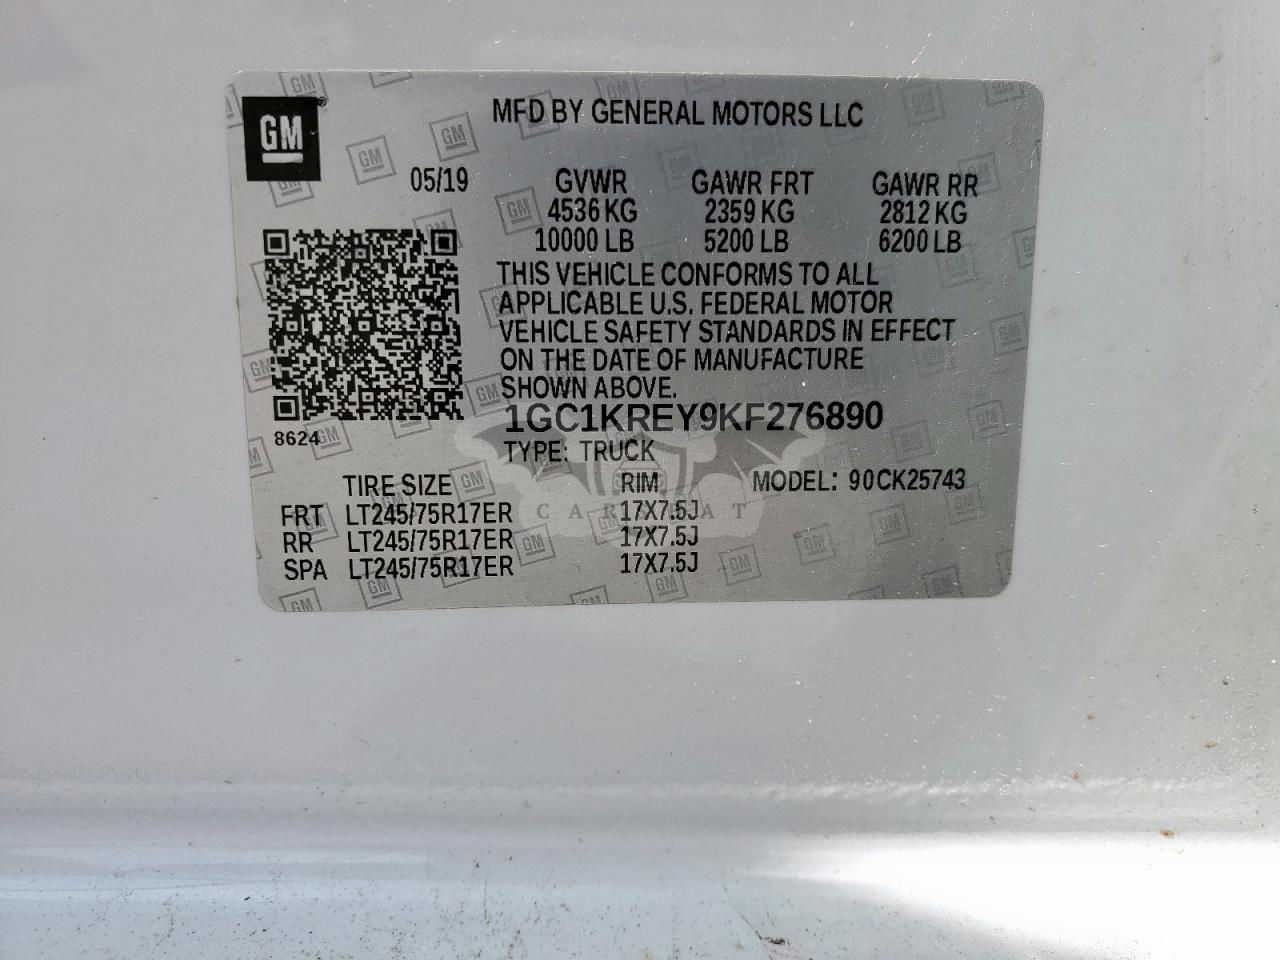 GM
MFD BY GENERAL MOTORS LLC
05/19 GVWR GAWR FRT GAWR RR
4536 KG 2359 KG 2812 KG
10000 LB 5200 LB 6200 LB
THIS VEHICLE CONFORMS TO ALL
APPLICABLE U.S. FEDERAL MOTOR
VEHICLE SAFETY STANDARDS IN EFFECT
ON THE DATE OF MANUFACTURE
SHOWN ABOVE.
8624
1GC1KREY9KF276890
TYPE: TRUCK
TIRE SIZE RIM MODEL: 90CK25743
FRT LT245/75R17ER 17X7.5J
RR LT245/75R17ER 17X7.5J
SPA LT245/75R17ER 17X7.5J